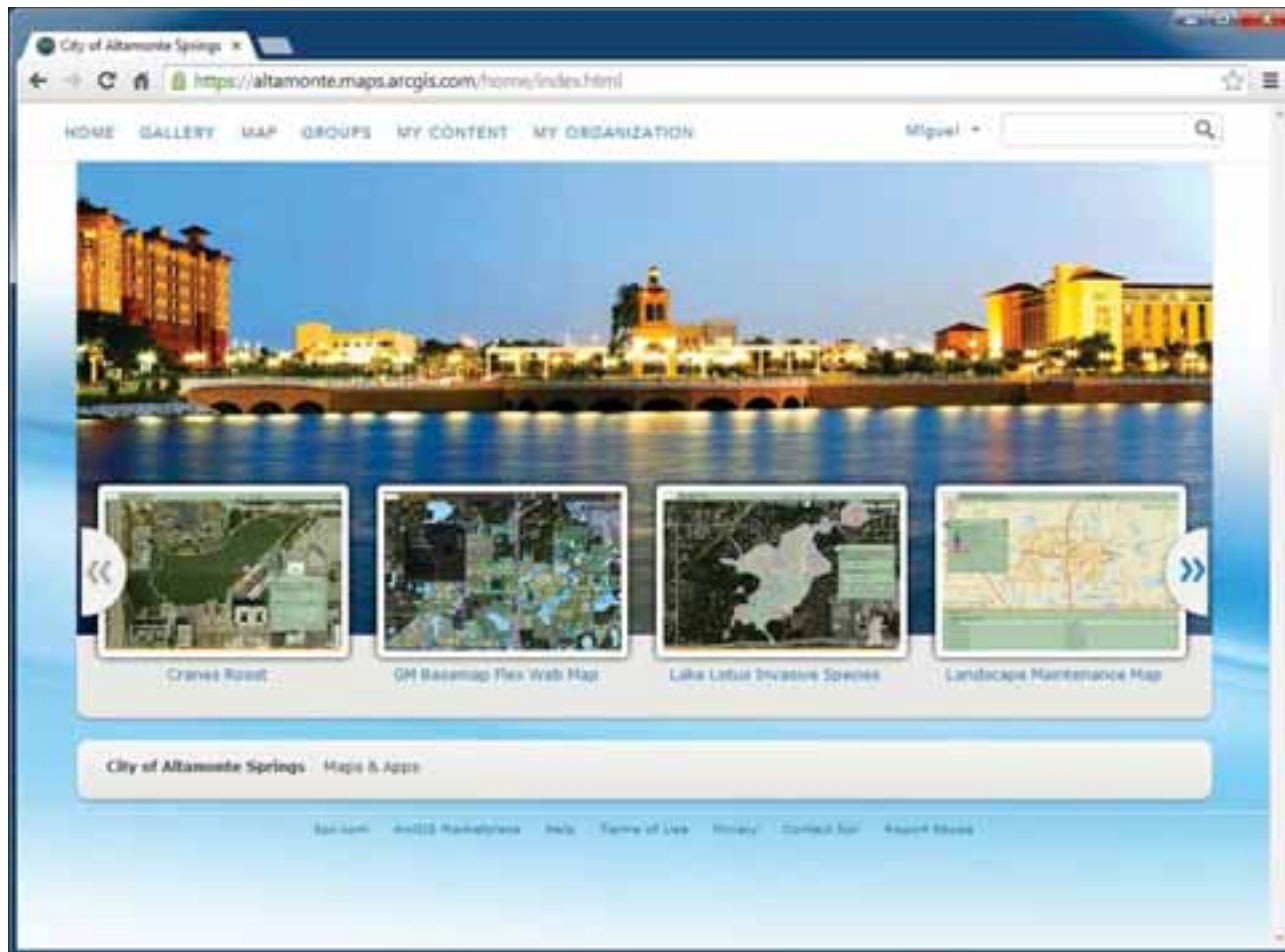 City of Altamonte Springs
https://altamonte.maps.arcgis.com/home/index.html
HOME GALLERY MAP GROUPS MY CONTENT MY ORGANIZATION Miguel
Cranes Roost GM Basemap Flex Web Map Lake Lotus Invasive Species Landscape Maintenance Map
City of Altamonte Springs Maps & Apps
Esri.com ArcGIS Marketplace Help Terms of Use Privacy Contact Esri Report Abuse